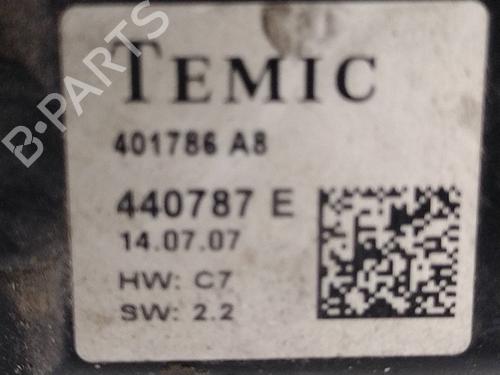 TEMIC
401786 A8
440787 E
14.07.07
HW: C7
SW: 2.2
B-PARTS